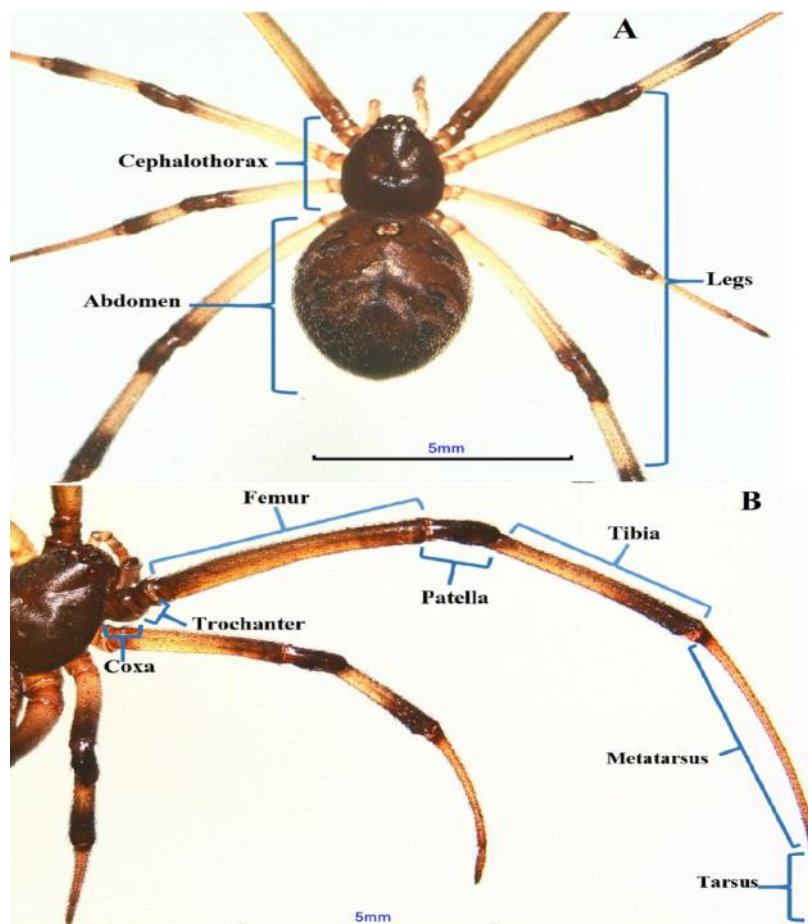 A
Cephalothorax
Legs
Abdomen
5mm
B
Femur
Tibia
Patella
Trochanter
Coxa
Metatarsus
Tarsus
5mm